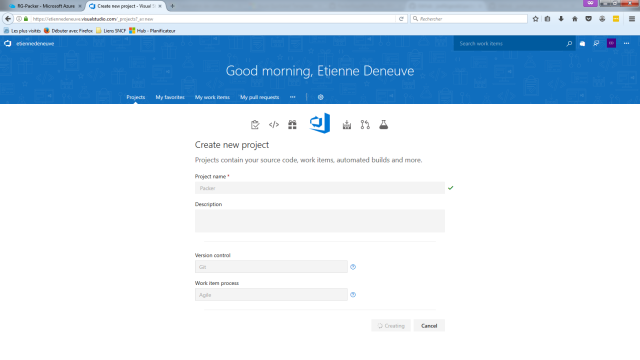 RG-Packer - Microsoft Azure
Create new project - Visual S
https://etiennedeneuve.visualstudio.com/_projects?_a=new
Rechercher
Les plus visités
Débuter avec Firefox
Liens SNCF
Hub - Planificateur
etiennedeneuve
Search work items
Good morning, Etienne Deneuve
Projects
My favorites
My work items
My pull requests
Create new project
Projects contain your source code, work items, automated builds and more.
Project name *
Packer
Description
Version control
Git
Work item process
Agile
Creating
Cancel